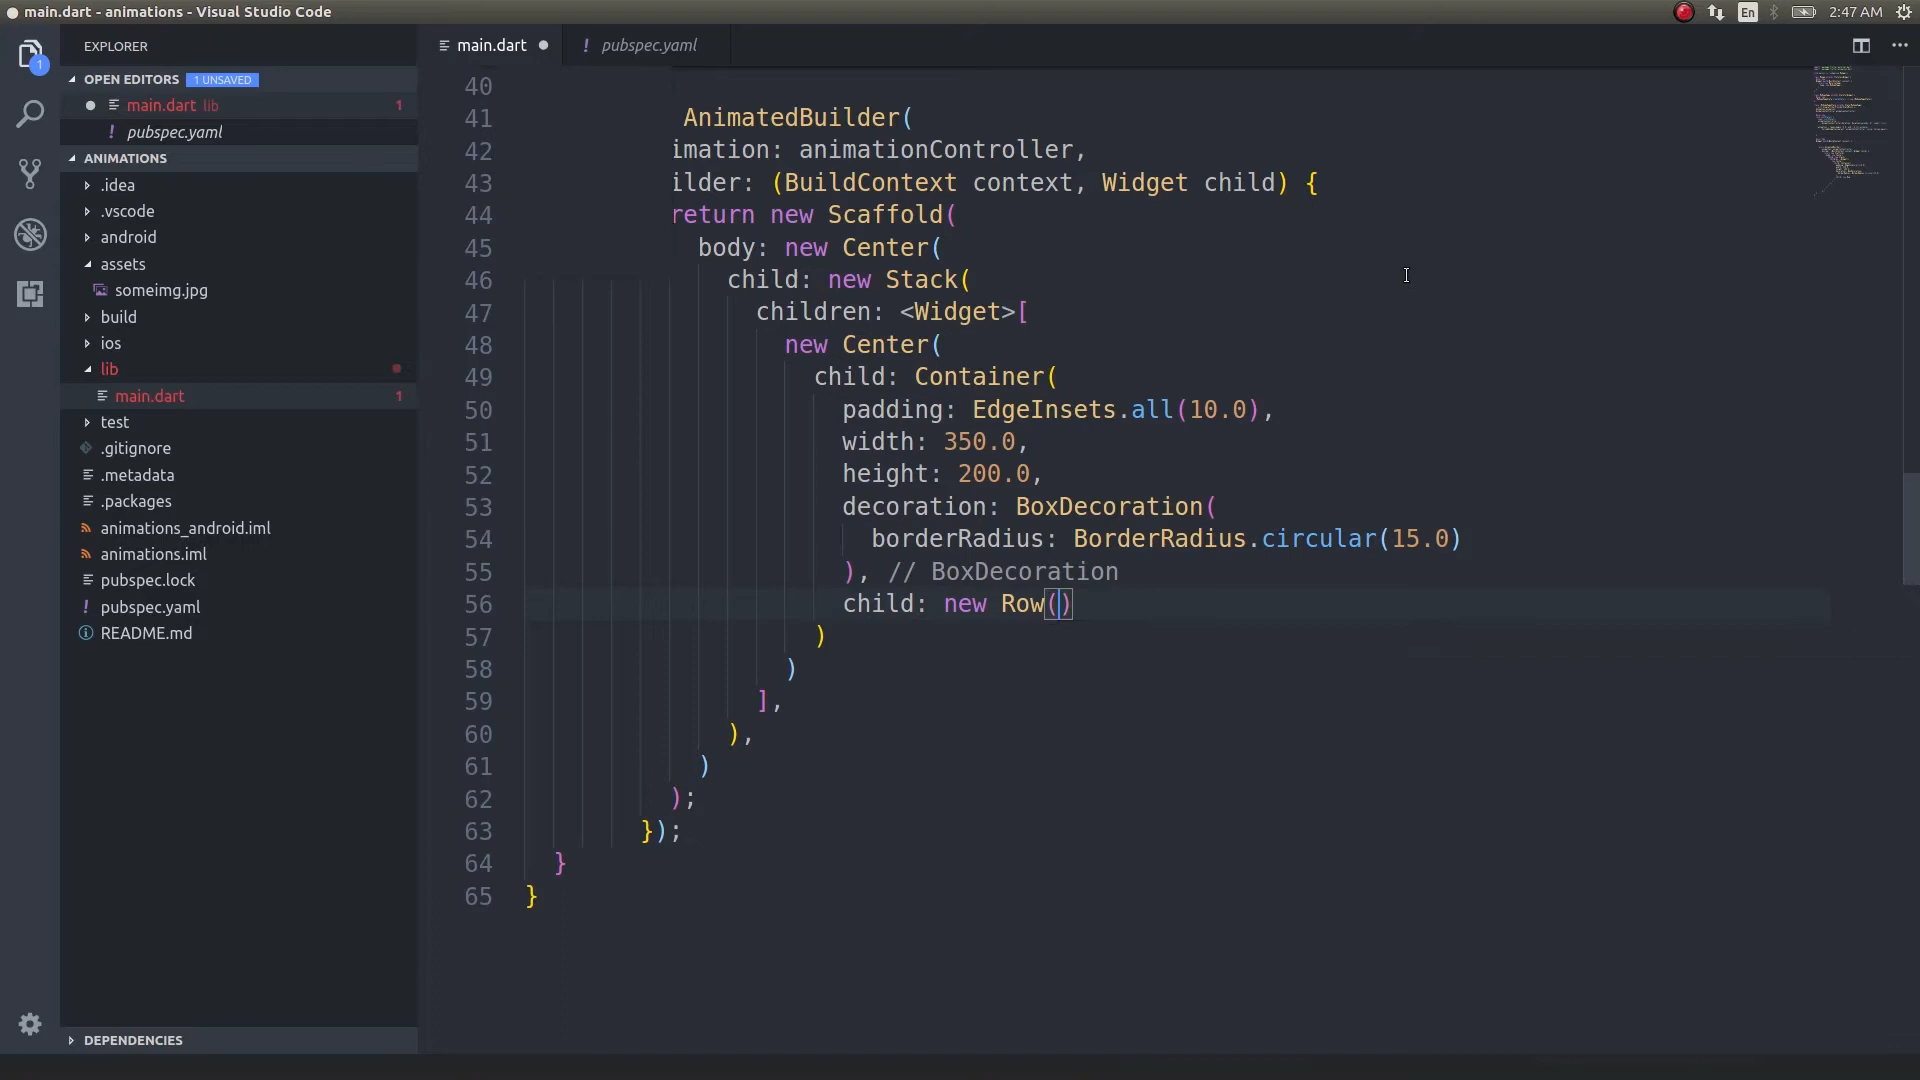 main.dart - animations - Visual Studio Code
En
2:47 AM
EXPLORER
OPEN EDITORS 1 UNSAVED
main.dart lib 1
! pubspec.yaml
ANIMATIONS
.idea
.vscode
android
assets
someimg.jpg
build
ios
lib
main.dart 1
test
.gitignore
.metadata
.packages
animations_android.iml
animations.iml
pubspec.lock
! pubspec.yaml
README.md
DEPENDENCIES
1
main.dart
! pubspec.yaml
40
41 AnimatedBuilder(
42 imation: animationController,
43 ilder: (BuildContext context, Widget child) {
44 return new Scaffold(
45 body: new Center(
46 child: new Stack(
47 children: <Widget>[
48 new Center(
49 child: Container(
50 padding: EdgeInsets.all(10.0),
51 width: 350.0,
52 height: 200.0,
53 decoration: BoxDecoration(
54 borderRadius: BorderRadius.circular(15.0)
55 ), // BoxDecoration
56 child: new Row()
57 )
58 )
59 ],
60 ),
61 )
62 );
63 });
64 }
65 }